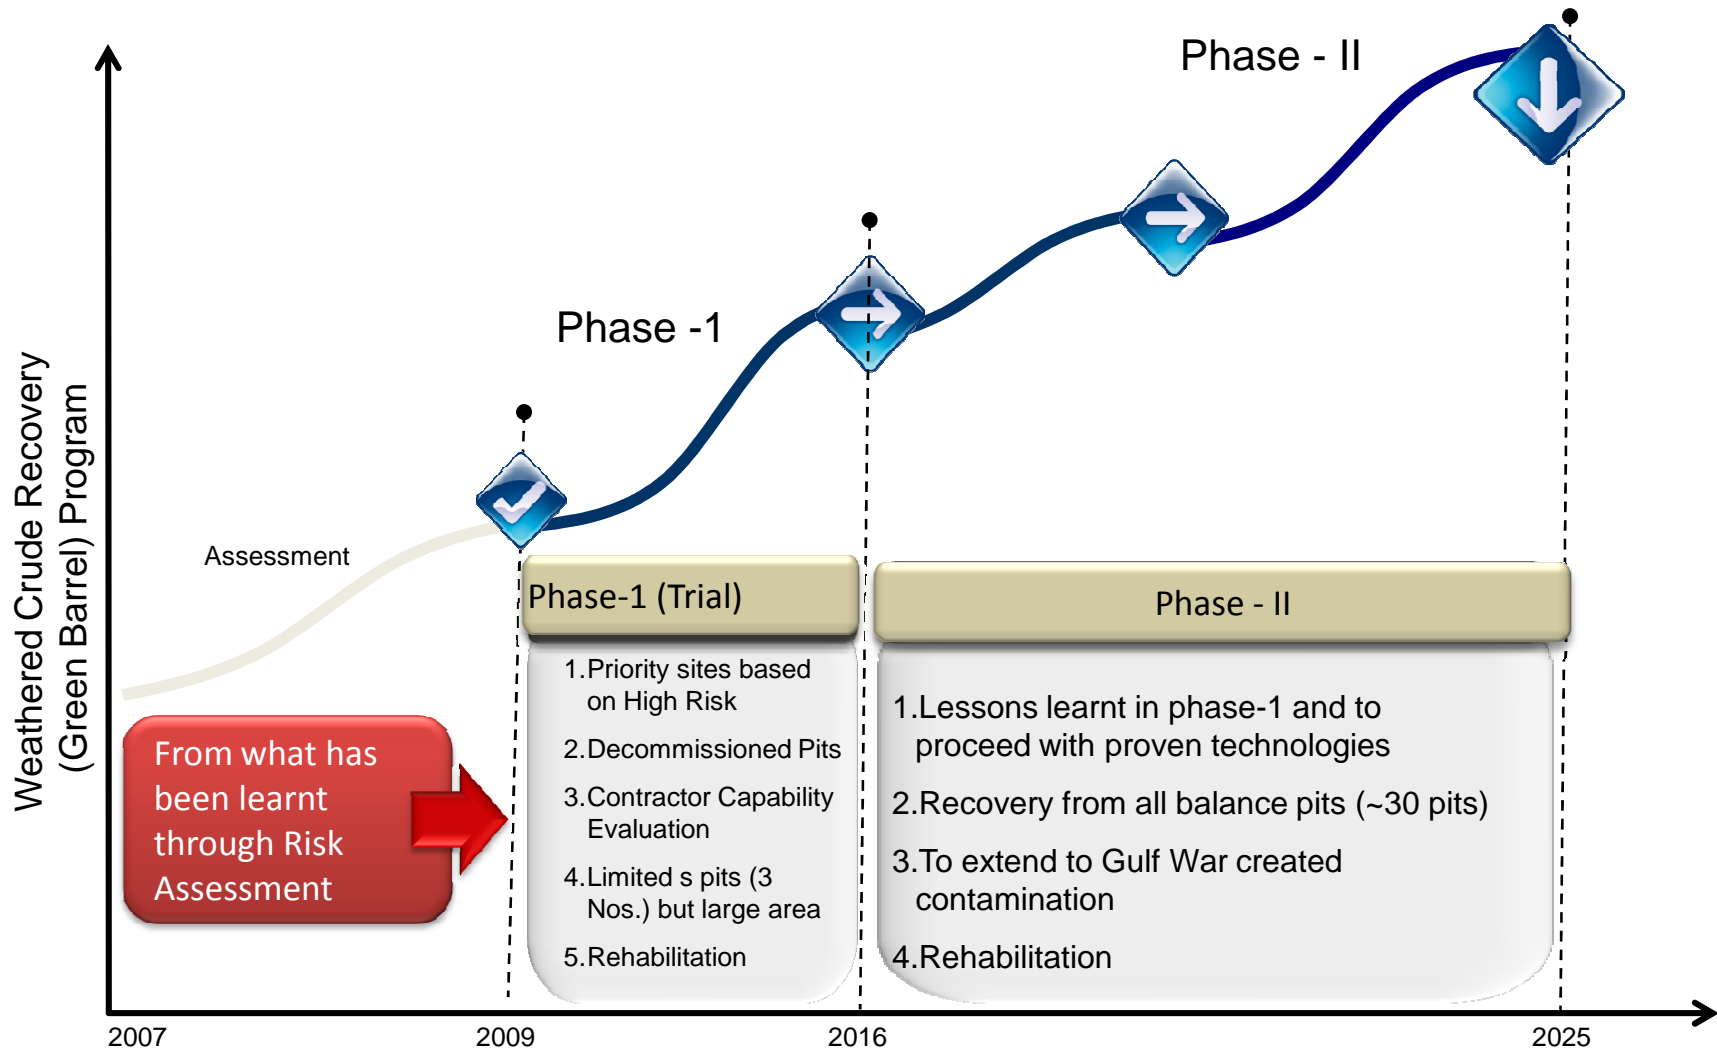 Phase - II
Phase -1
Assessment
Weathered Crude Recovery
(Green Barrel) Program
From what has
been learnt
through Risk
Assessment
Phase-1 (Trial)
1.Priority sites based
on High Risk
2.Decommissioned Pits
3.Contractor Capability
Evaluation
4.Limited s pits (3
Nos.) but large area
5.Rehabilitation
Phase - II
1.Lessons learnt in phase-1 and to
proceed with proven technologies
2.Recovery from all balance pits (~30 pits)
3.To extend to Gulf War created
contamination
4.Rehabilitation
2007
2009
2016
2025